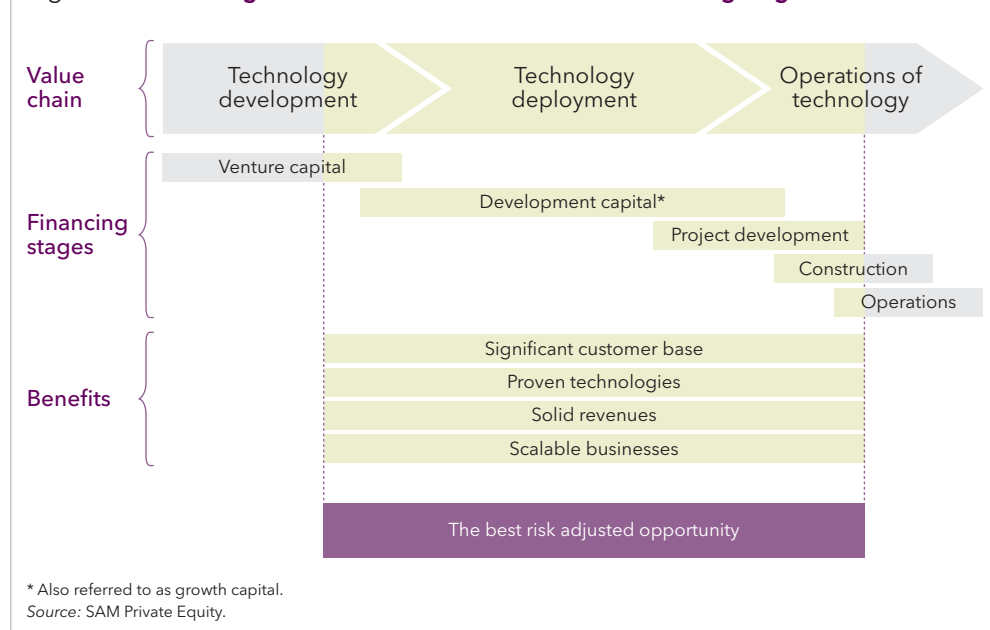 Value
chain
Technology
development
Technology
deployment
Operations of
technology
Financing
stages
Venture capital
Development capital*
Project development
Construction
Operations
Benefits
Significant customer base
Proven technologies
Solid revenues
Scalable businesses
The best risk adjusted opportunity
* Also referred to as growth capital.
Source: SAM Private Equity.